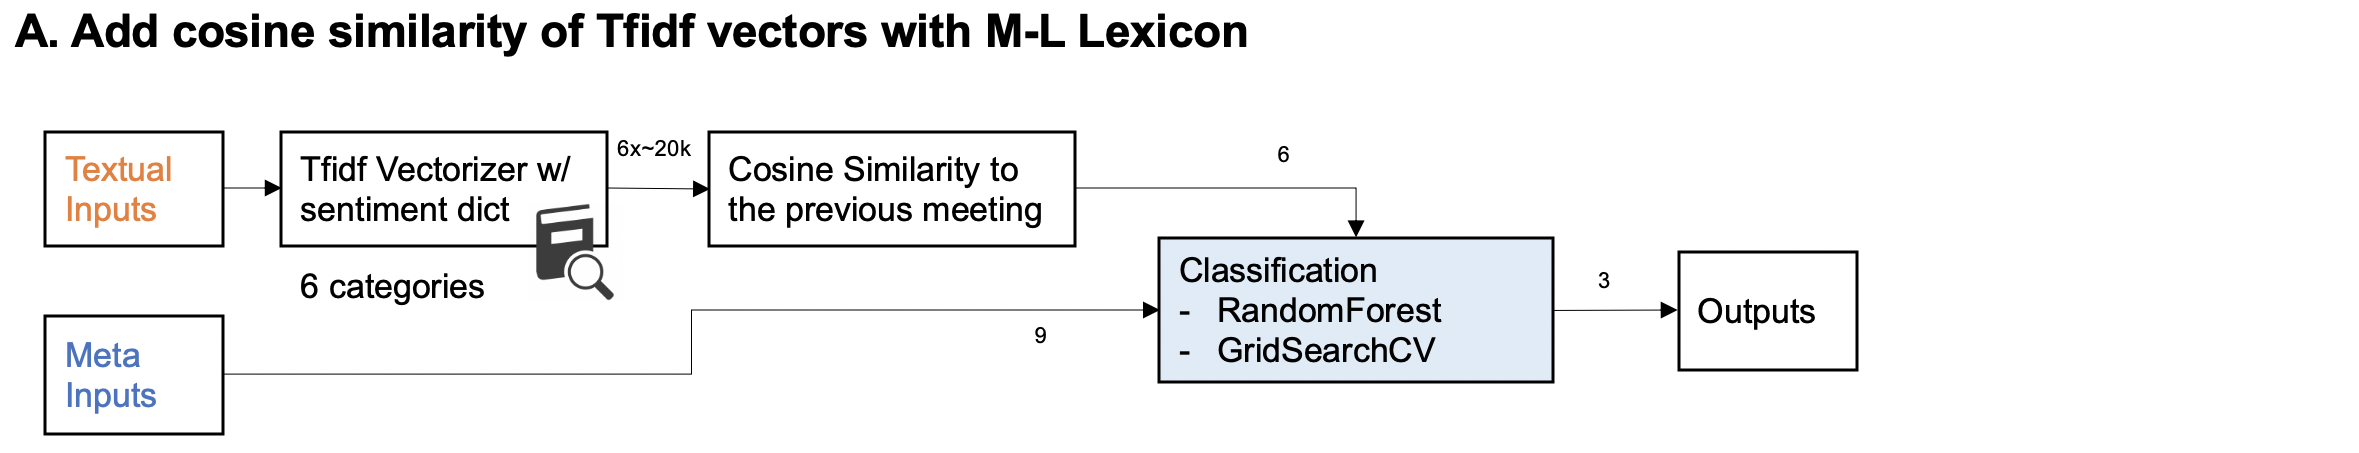 A. Add cosine similarity of Tfidf vectors with M-L Lexicon
Textual
Inputs
Tfidf Vectorizer w/
sentiment dict
6 categories
6x~20k
Cosine Similarity to
the previous meeting
6
Meta
Inputs
9
Classification
- RandomForest
- GridSearchCV
3
Outputs